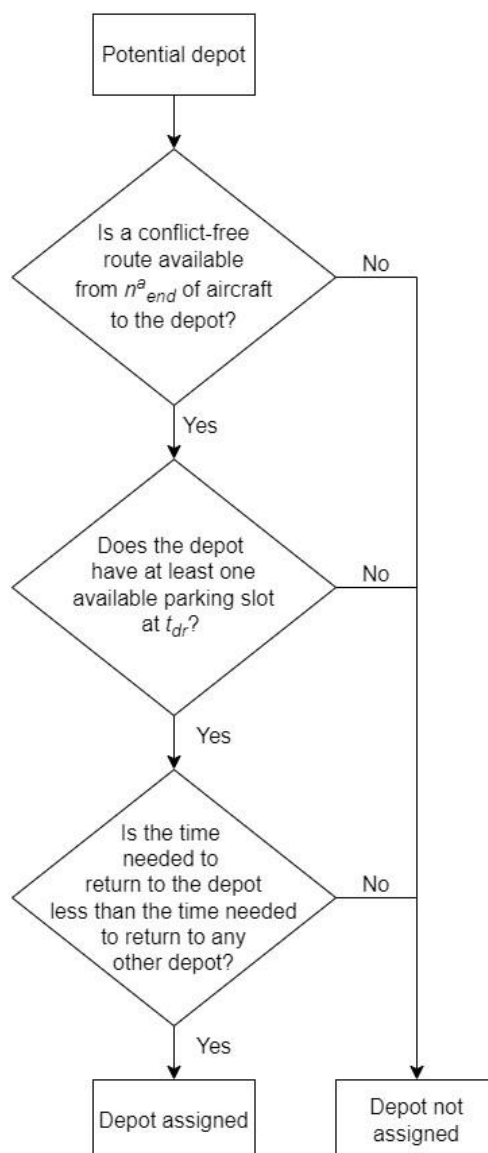 Potential depot
Is a conflict-free
route available
from nᵃ_end of aircraft
to the depot?
No
Yes
Does the depot
have at least one
available parking slot
at t_dr?
No
Yes
Is the time
needed to
return to the depot
less than the time needed
to return to any
other depot?
No
Yes
Depot assigned
Depot not
assigned